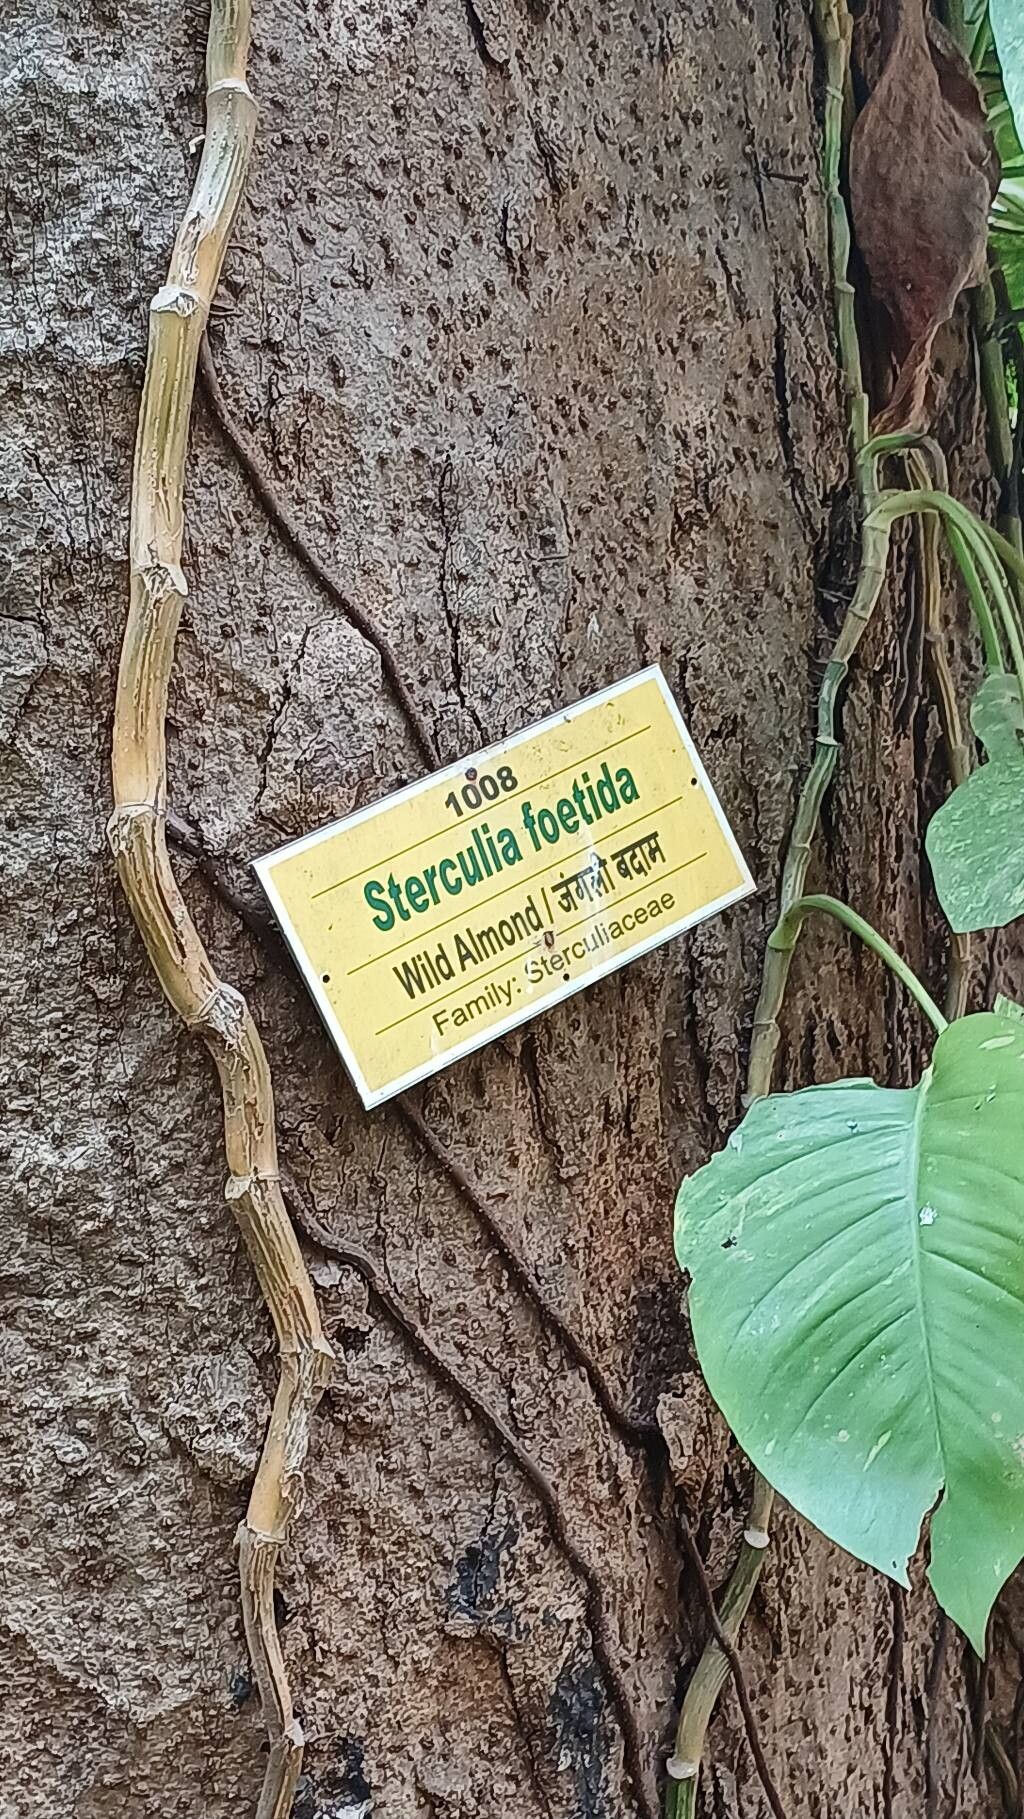 1008
Sterculia foetida
Wild Almond / जंगली बदाम
Family: Sterculiaceae